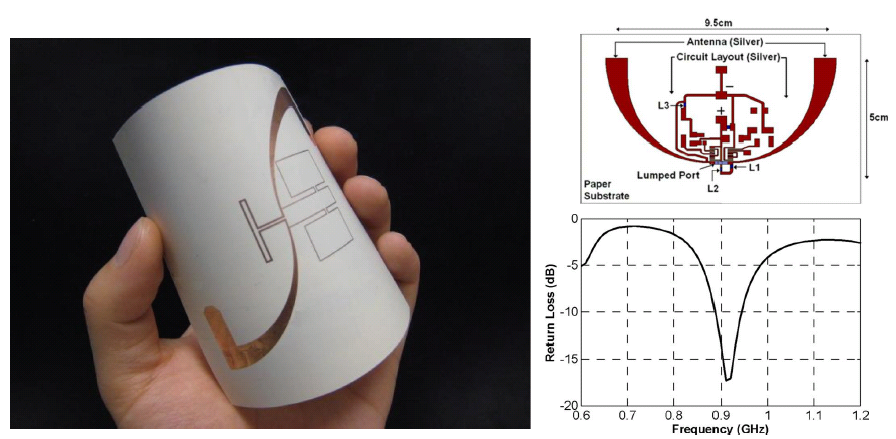 9.5cm
Antenna (Silver)
Circuit Layout (Silver)
L3
−
+
5cm
Lumped Port
L1
L2
Paper
Substrate
Return Loss (dB)
0
-5
-10
-15
-20
0.6 0.7 0.8 0.9 1 1.1 1.2
Frequency (GHz)